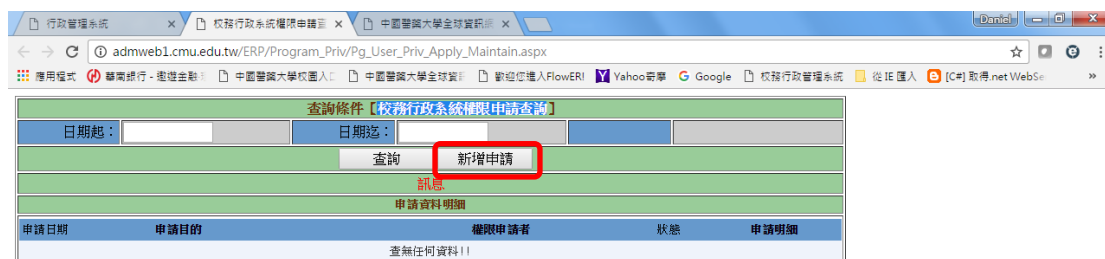 行政管理系統 校務行政系統權限申請查 中國醫藥大學全球資訊網 Daniel
admweb1.cmu.edu.tw/ERP/Program_Priv/Pg_User_Priv_Apply_Maintain.aspx
應用程式 華南銀行 - 遨遊金融 中國醫藥大學校園入口 中國醫藥大學全球資訊 歡迎您進入FlowER! Yahoo奇摩 Google 校務行政管理系統 從 IE 匯入 [C#] 取得.net WebSe »
查詢條件【校務行政系統權限申請查詢】
日期起： 日期迄：
查詢 新增申請
訊息
申請資料明細
申請日期 申請目的 權限申請者 狀態 申請明細
查無任何資料!!